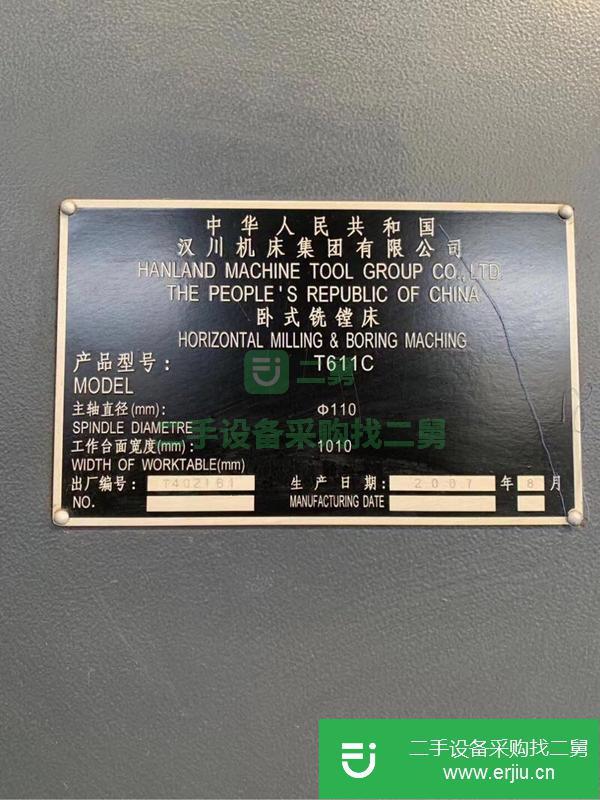 中华人民共和国
汉川机床集团有限公司
HANLAND MACHINE TOOL GROUP CO.,LTD.
THE PEOPLE'S REPUBLIC OF CHINA
卧式铣镗床
HORIZONTAL MILLING & BORING MACHING
产品型号： T611C
MODEL
二舅
主轴直径(mm): Φ110
SPINDLE DIAMETRE
二手设备采购找二舅
工作台面宽度(mm): 1010
WIDTH OF WORKTABLE(mm)
出厂编号: T402161 生产日期: 2007 年 8 月
NO. MANUFACTURING DATE
二手设备采购找二舅
www.erjiu.cn